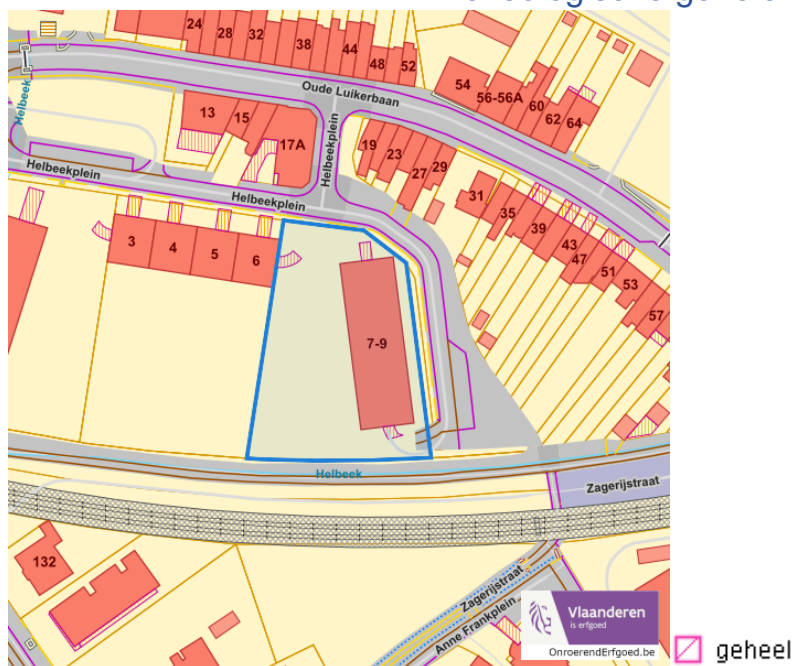 24 28 32 38 44 48 52
54 56-56A 60 62 64
Oude Luikerbaan
Helbeek
13 15 17A
Helbeekplein
19 23 27 29
Helbeekplein
Helbeekplein
31 35 39 43 47 51 53 57
3 4 5 6
7-9
Helbeek
Zagerijstraat
132
Zagerijstraat
Anne Frankplein
Vlaanderen
is erfgoed
OnroerendErfgoed.be
geheel